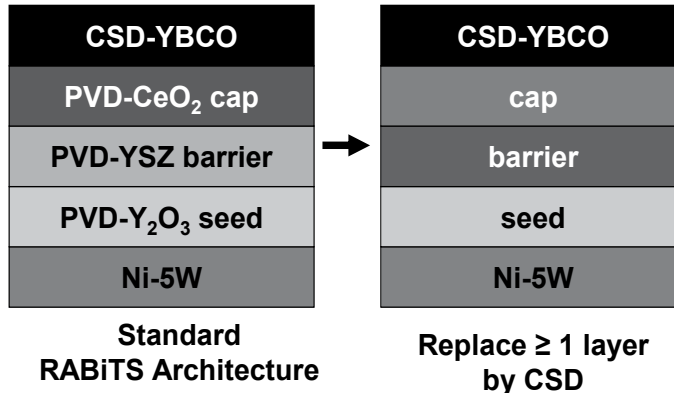 CSD-YBCO
PVD-CeO₂ cap
PVD-YSZ barrier
PVD-Y₂O₃ seed
Ni-5W
Standard
RABiTS Architecture
CSD-YBCO
cap
barrier
seed
Ni-5W
Replace ≥ 1 layer
by CSD